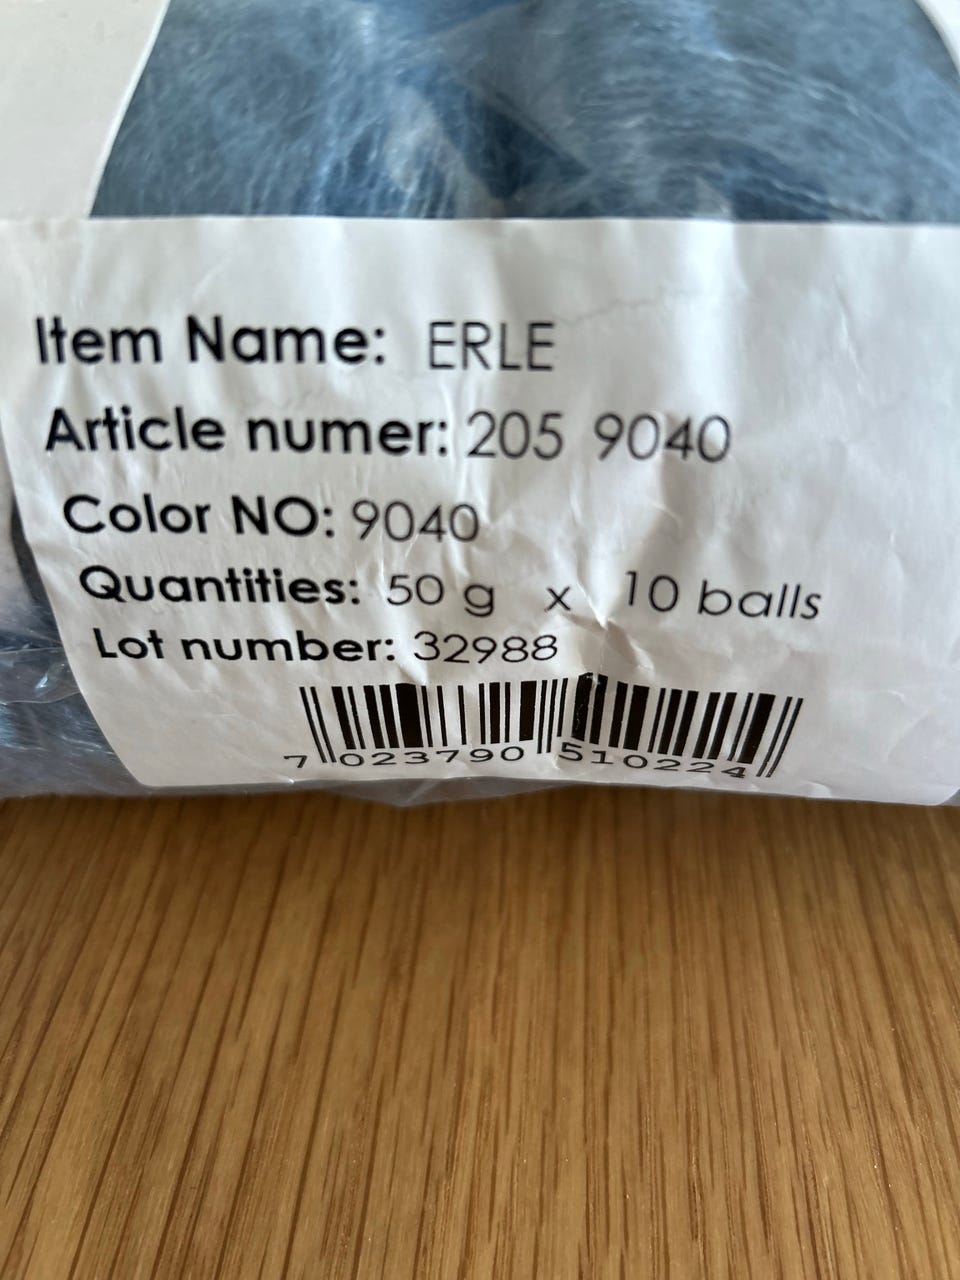 Item Name: ERLE
Article numer: 205 9040
Color NO: 9040
Quantities: 50 g x 10 balls
Lot number: 32988
7 023790 510224